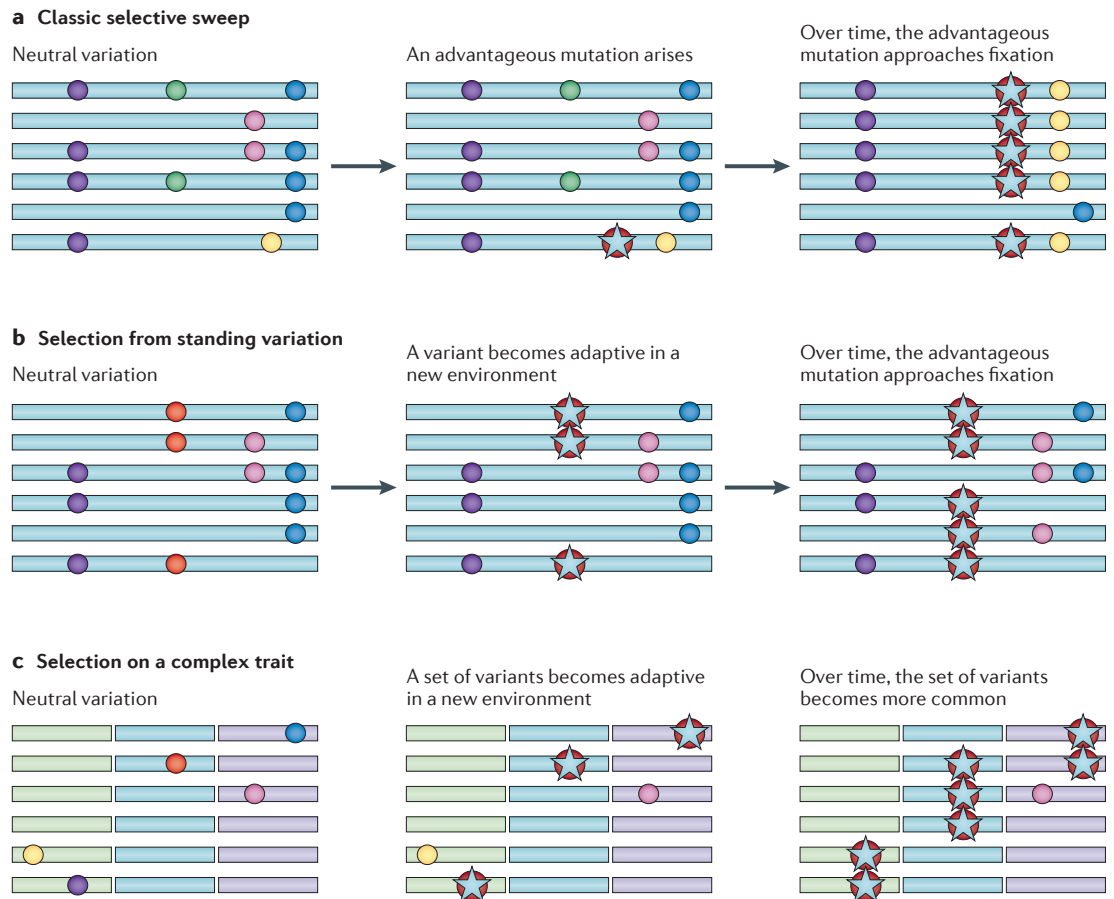 a Classic selective sweep
Neutral variation
An advantageous mutation arises
Over time, the advantageous
mutation approaches fixation
b Selection from standing variation
Neutral variation
A variant becomes adaptive in a
new environment
Over time, the advantageous
mutation approaches fixation
c Selection on a complex trait
Neutral variation
A set of variants becomes adaptive
in a new environment
Over time, the set of variants
becomes more common